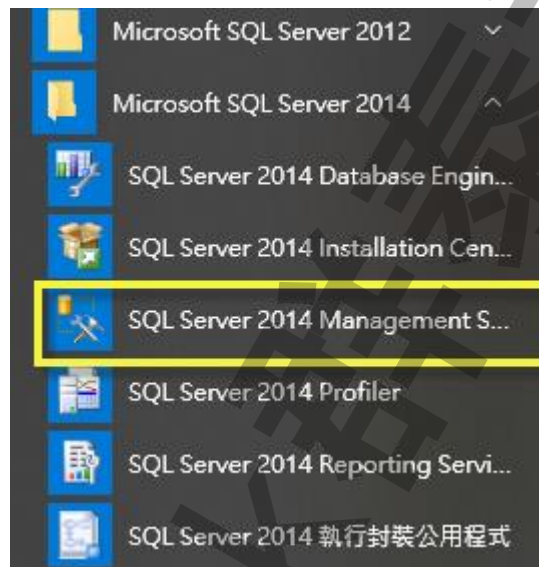 Microsoft SQL Server 2012
Microsoft SQL Server 2014
SQL Server 2014 Database Engin...
SQL Server 2014 Installation Cen...
SQL Server 2014 Management S...
SQL Server 2014 Profiler
SQL Server 2014 Reporting Servi...
SQL Server 2014 執行封裝公用程式